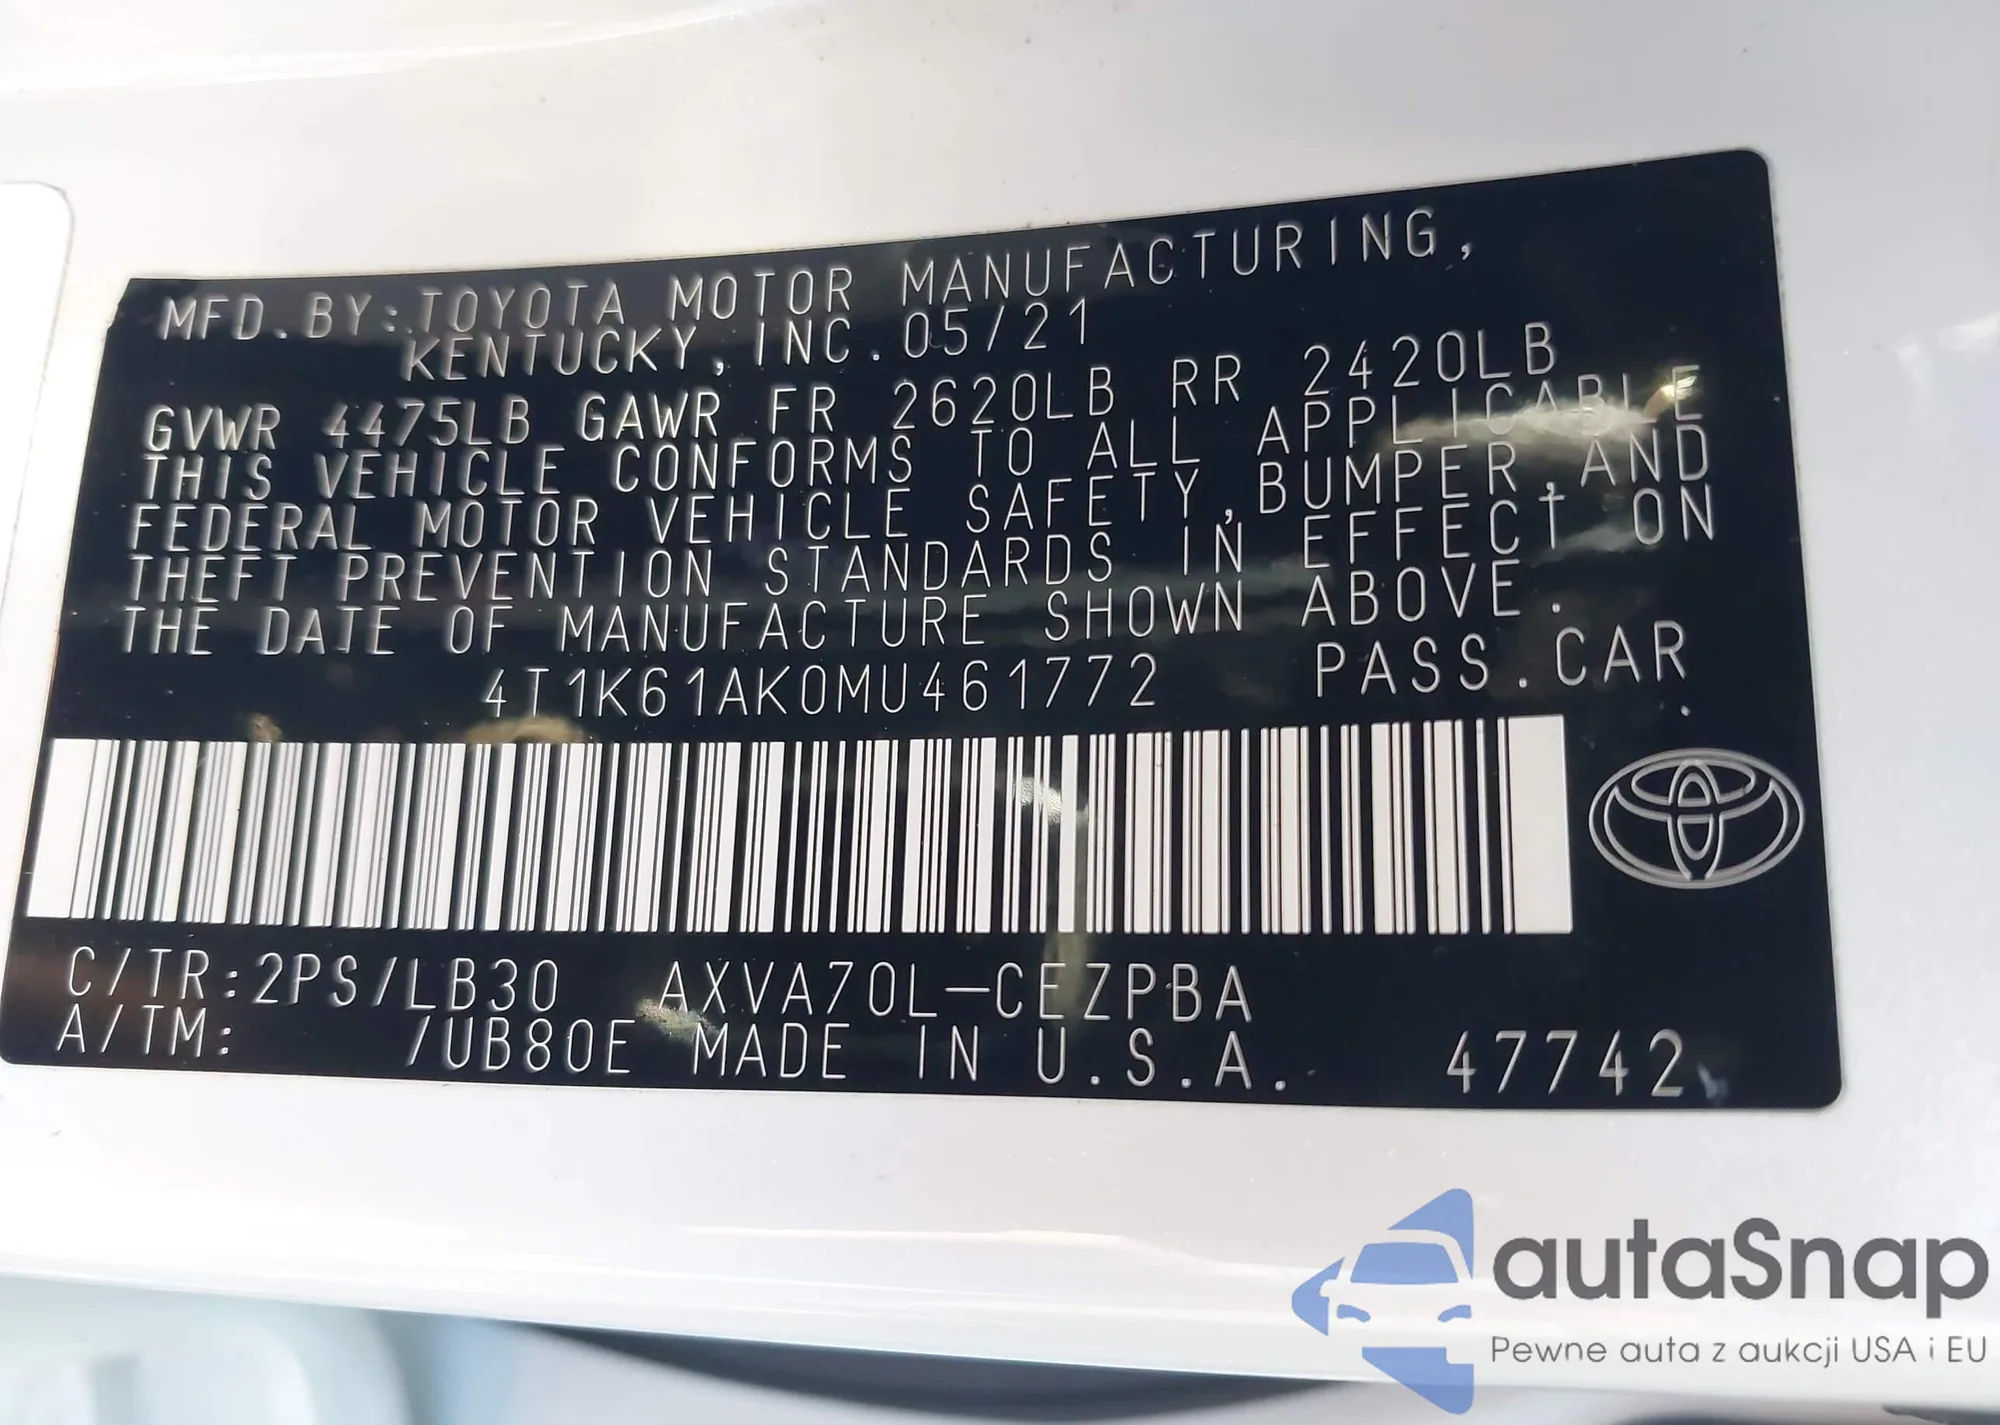 MFD.BY:TOYOTA MOTOR MANUFACTURING,
KENTUCKY, INC. 05/21
GVWR 4475LB GAWR FR 2620LB RR 2420LB
THIS VEHICLE CONFORMS TO ALL APPLICABLE
FEDERAL MOTOR VEHICLE SAFETY,BUMPER,AND
THEFT PREVENTION STANDARDS IN EFFECT ON
THE DATE OF MANUFACTURE SHOWN ABOVE.
4T1K61AK0MU461772 PASS.CAR
C/TR:2PS/LB30 AXVA70L-CEZPBA
A/TM: /UB80E MADE IN U.S.A. 47742
autaSnap
Pewne auta z aukcji USA i EU